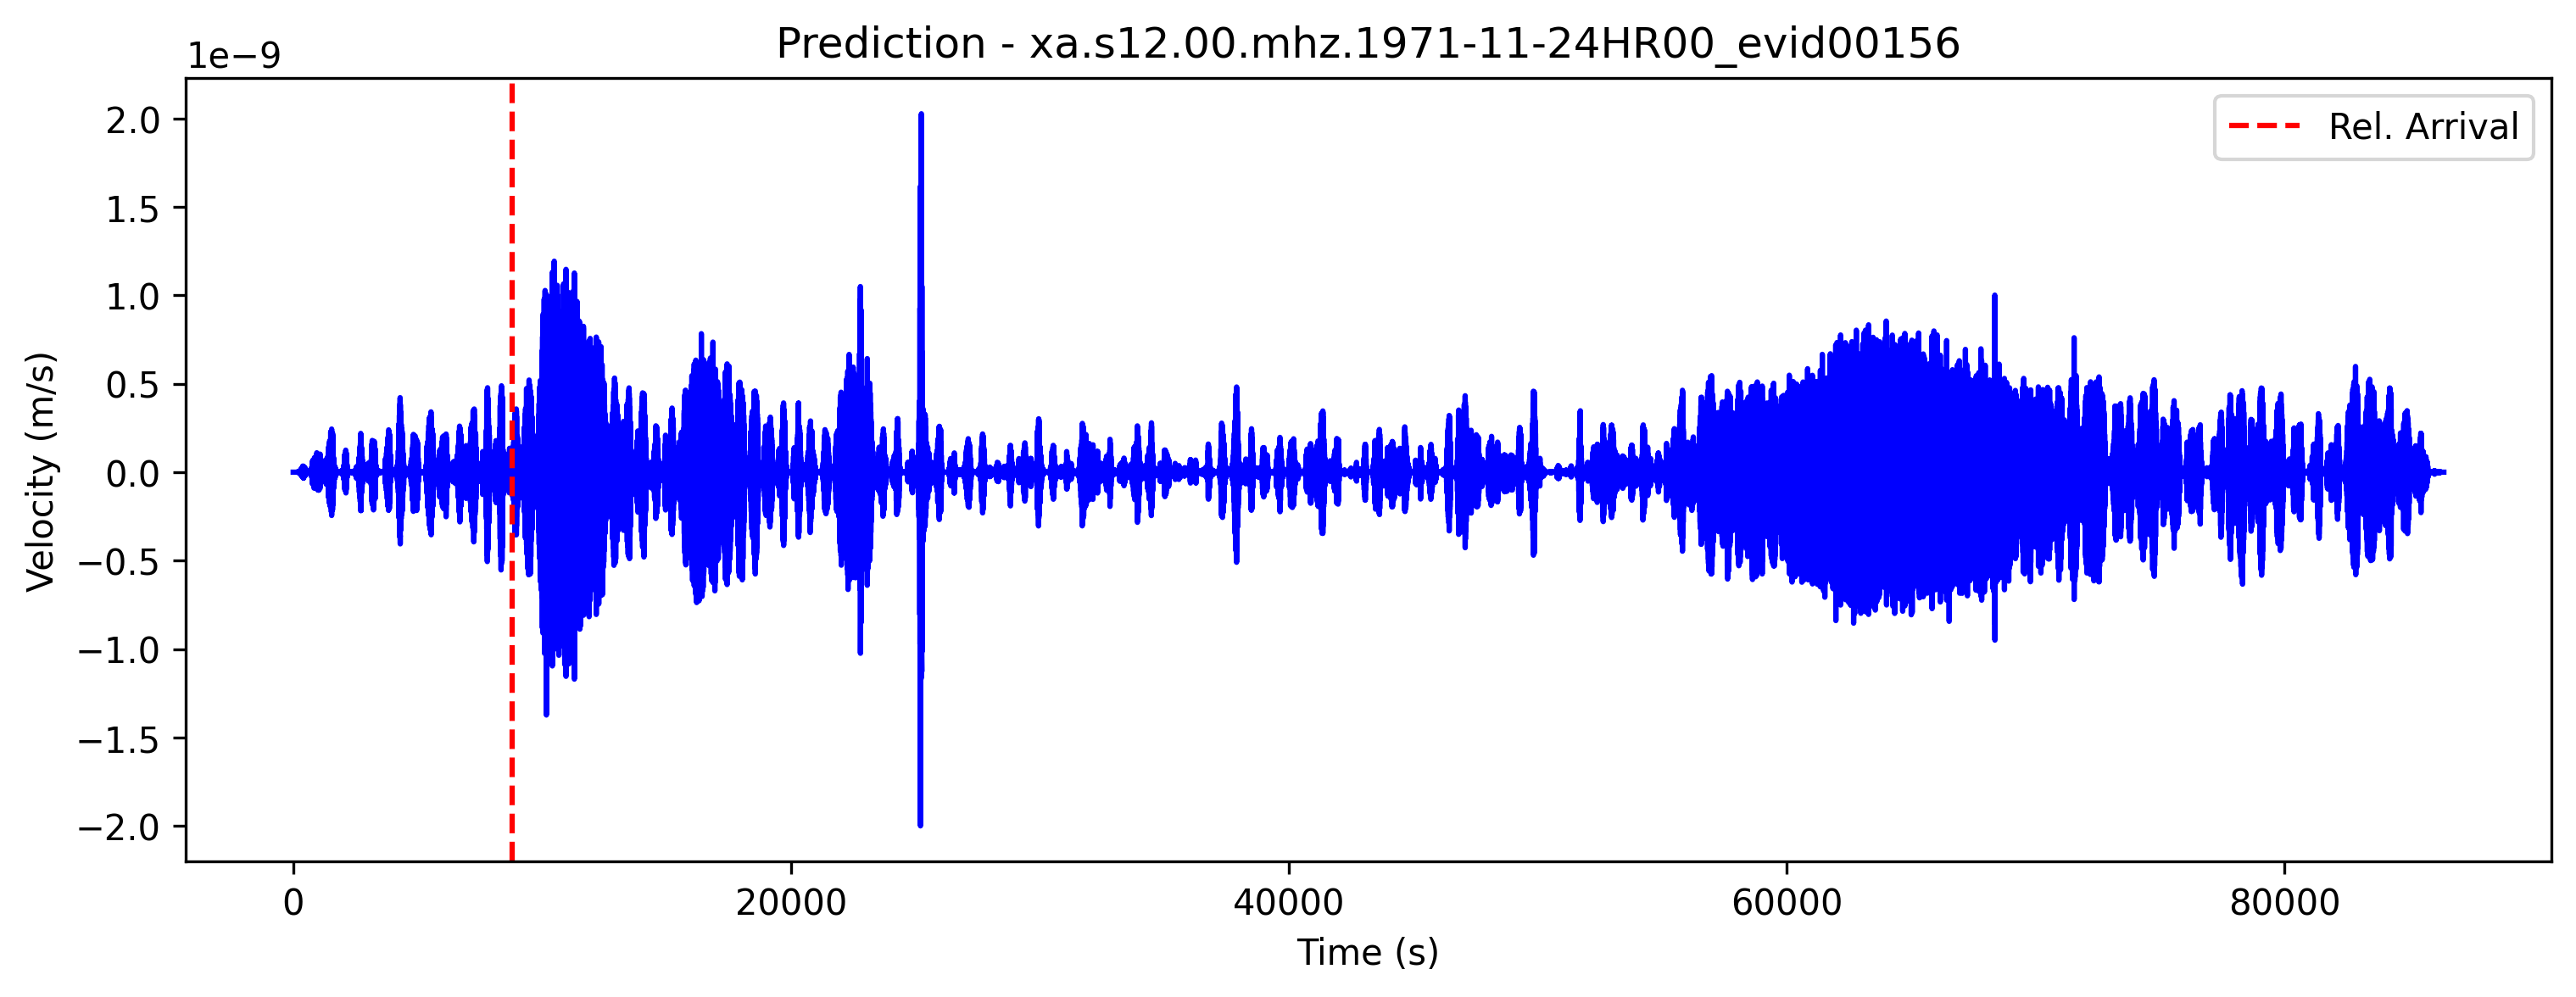 Prediction - xa.s12.00.mhz.1971-11-24HR00_evid00156
1e−9
Rel. Arrival
2.0
1.5
1.0
0.5
0.0
−0.5
−1.0
−1.5
−2.0
Velocity (m/s)
0 20000 40000 60000 80000
Time (s)